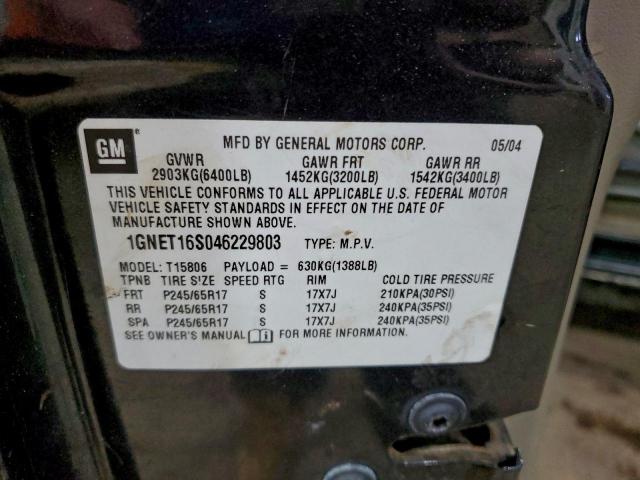 GM ®
MFD BY GENERAL MOTORS CORP. 05/04
GVWR GAWR FRT GAWR RR
2903KG(6400LB) 1452KG(3200LB) 1542KG(3400LB)
THIS VEHICLE CONFORMS TO ALL APPLICABLE U.S. FEDERAL MOTOR
VEHICLE SAFETY STANDARDS IN EFFECT ON THE DATE OF
MANUFACTURE SHOWN ABOVE.
1GNET16S046229803 TYPE: M.P.V.
MODEL: T15806 PAYLOAD = 630KG(1388LB)
TPNB TIRE SIZE SPEED RTG RIM COLD TIRE PRESSURE
FRT P245/65R17 S 17X7J 210KPA(30PSI)
RR P245/65R17 S 17X7J 240KPA(35PSI)
SPA P245/65R17 S 17X7J 240KPA(35PSI)
SEE OWNER'S MANUAL FOR MORE INFORMATION.